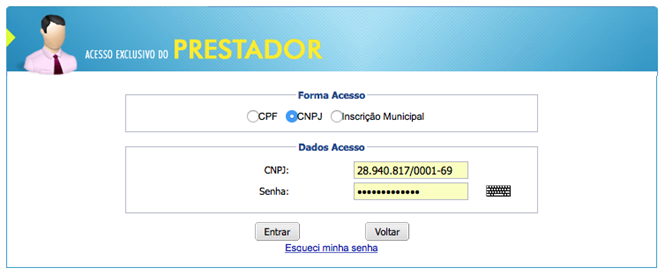 ACESSO EXCLUSIVO DO PRESTADOR
Forma Acesso
CPF CNPJ Inscrição Municipal
Dados Acesso
CNPJ: 28.940.817/0001-69
Senha: •••••••••••••
Entrar Voltar
Esqueci minha senha